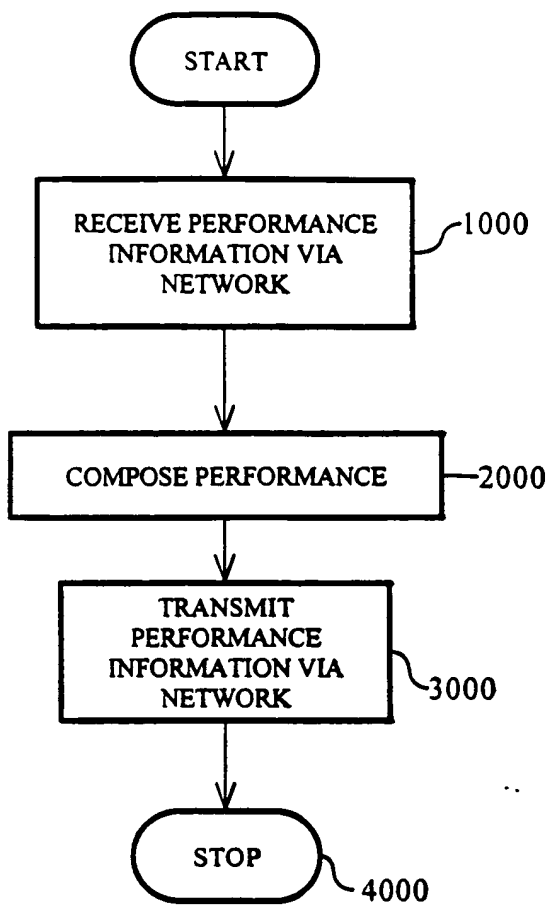 START
RECEIVE PERFORMANCE
INFORMATION VIA
NETWORK
1000
COMPOSE PERFORMANCE
2000
TRANSMIT
PERFORMANCE
INFORMATION VIA
NETWORK
3000
STOP
4000